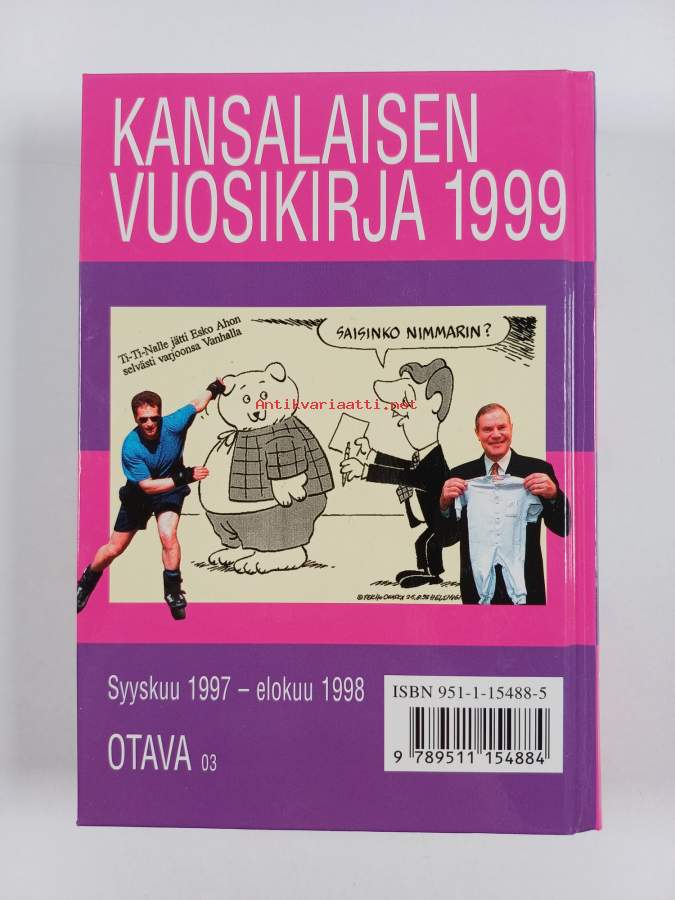 KANSALAISEN
VUOSIKIRJA 1999
Ti-Ti-Nalle jätti Esko Ahon
selvästi varjoonsa Vanhalla
SAISINKO NIMMARIN?
Antikvariaatti.net
Syyskuu 1997 – elokuu 1998
ISBN 951-1-15488-5
OTAVA 03
9 789511 154884